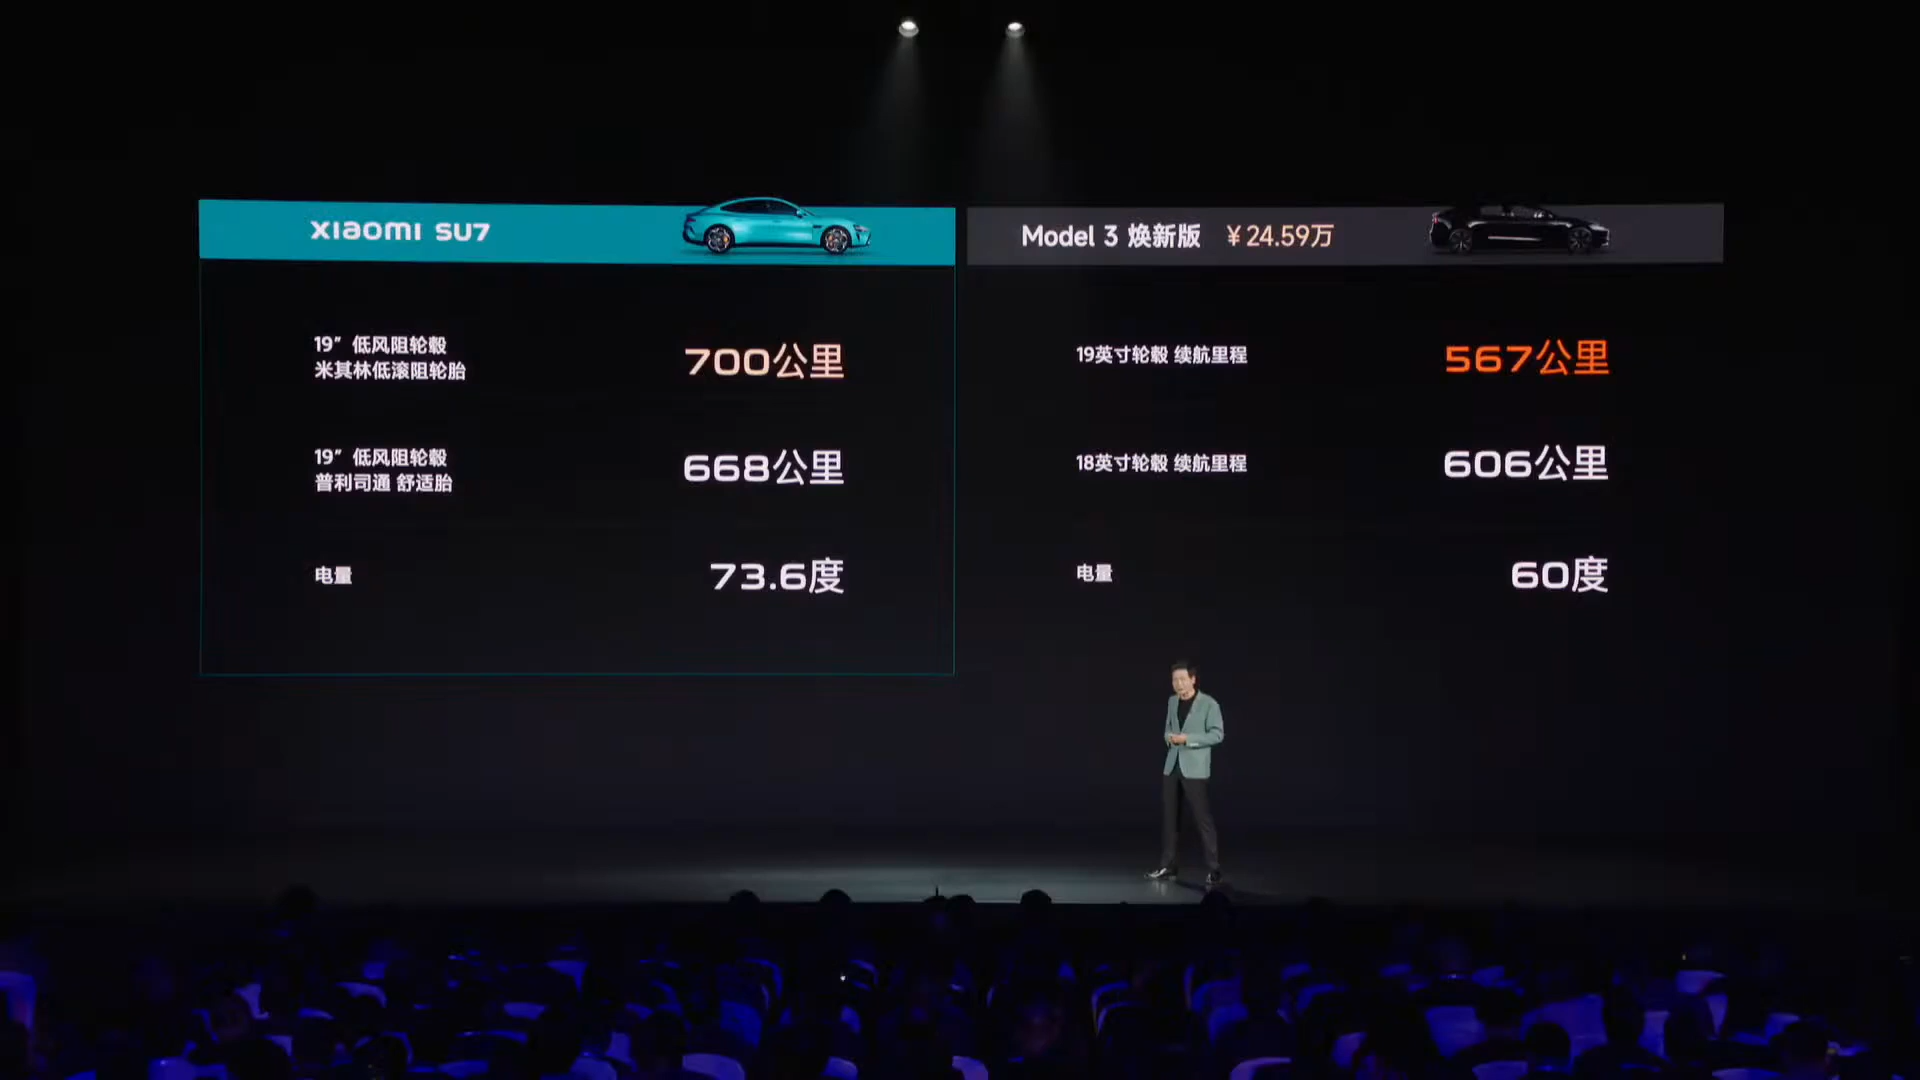 XIAOMI SU7
19” 低风阻轮毂
米其林低滚阻轮胎
700公里
19” 低风阻轮毂
普利司通 舒适胎
668公里
电量
73.6度
Model 3 焕新版 ¥24.59万
19英寸轮毂 续航里程
567公里
18英寸轮毂 续航里程
606公里
电量
60度